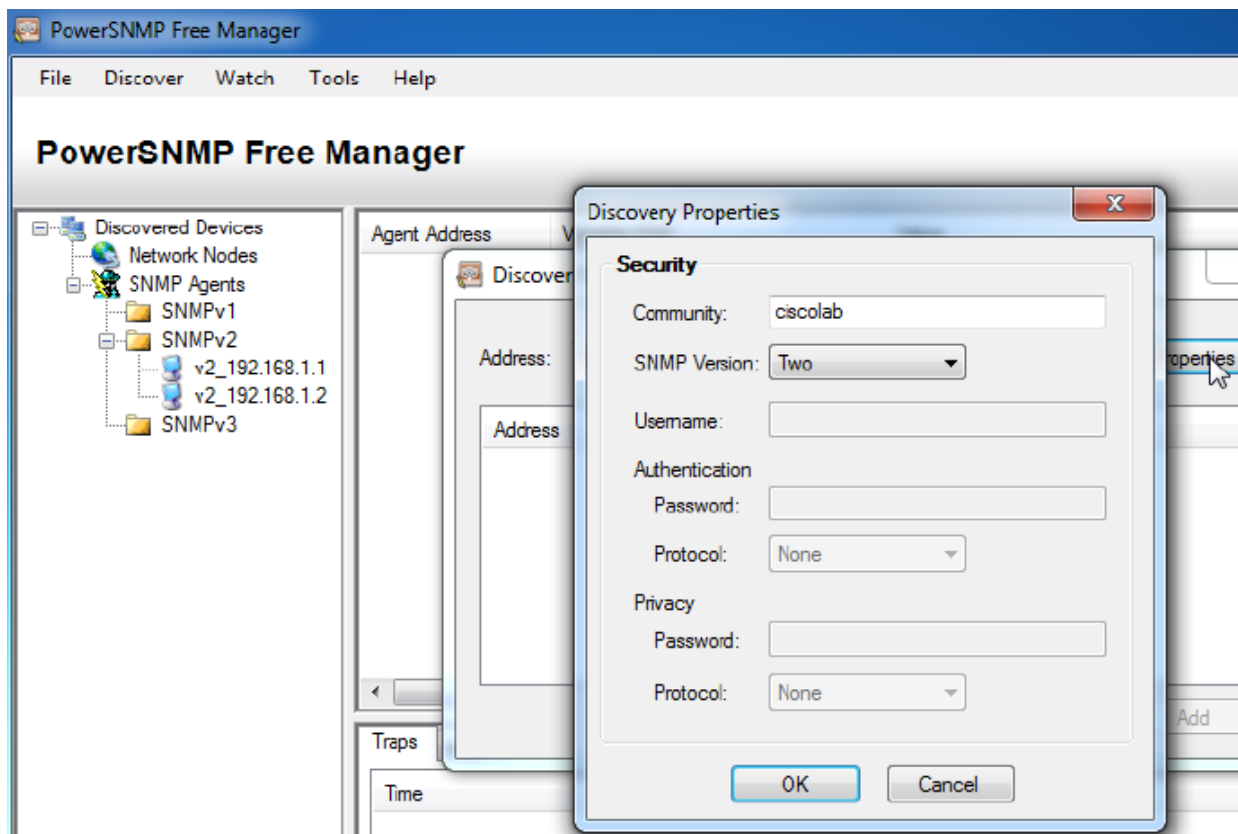 PowerSNMP Free Manager
File Discover Watch Tools Help
PowerSNMP Free Manager
Discovered Devices
Network Nodes
SNMP Agents
SNMPv1
SNMPv2
v2_192.168.1.1
v2_192.168.1.2
SNMPv3
Agent Address
Discover
Address:
roperties
Address
Add
Traps
Time
Discovery Properties
Security
Community: ciscolab
SNMP Version: Two
Username:
Authentication
Password:
Protocol: None
Privacy
Password:
Protocol: None
OK Cancel